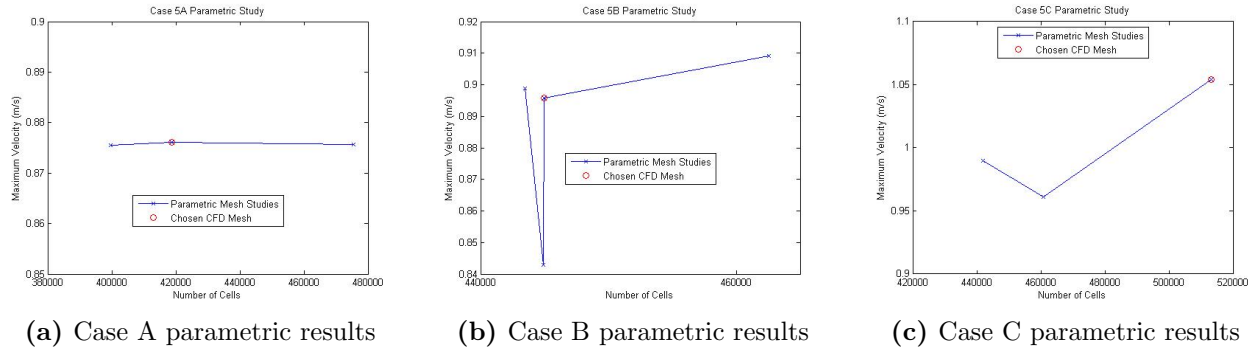 Case 5A Parametric Study
0.9
0.89
0.88
0.87
0.86
0.85
Maximum Velocity (m/s)
Parametric Mesh Studies
Chosen CFD Mesh
380000 400000 420000 440000 460000 480000
Number of Cells
(a) Case A parametric results
Case 5B Parametric Study
0.92
0.91
0.9
0.89
0.88
0.87
0.86
0.85
0.84
Maximum Velocity (m/s)
Parametric Mesh Studies
Chosen CFD Mesh
440000 460000
Number of Cells
(b) Case B parametric results
Case 5C Parametric Study
1.1
1.05
1
0.95
0.9
Maximum Velocity (m/s)
Parametric Mesh Studies
Chosen CFD Mesh
420000 440000 460000 480000 500000 520000
Number of Cells
(c) Case C parametric results